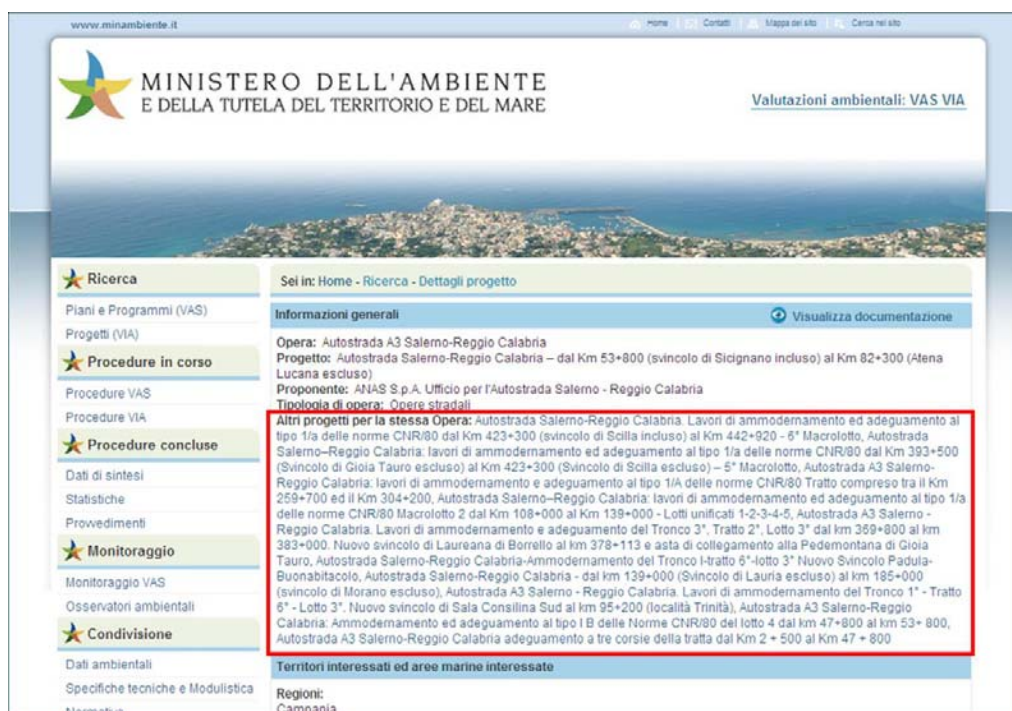 www.minambiente.it
Home
Contatti
Mappa del sito
Cerca nel sito
MINISTERO DELL'AMBIENTE
E DELLA TUTELA DEL TERRITORIO E DEL MARE
Valutazioni ambientali: VAS VIA
Ricerca
Piani e Programmi (VAS)
Progetti (VIA)
Procedure in corso
Procedure VAS
Procedure VIA
Procedure concluse
Dati di sintesi
Statistiche
Provvedimenti
Monitoraggio
Monitoraggio VAS
Osservatori ambientali
Condivisione
Dati ambientali
Specifiche tecniche e Modulistica
Normativa
Sei in: Home - Ricerca - Dettagli progetto
Informazioni generali
Visualizza documentazione
Opera: Autostrada A3 Salerno-Reggio Calabria
Progetto: Autostrada Salerno-Reggio Calabria – dal Km 53+800 (svincolo di Sicignano incluso) al Km 82+300 (Atena
Lucana escluso)
Proponente: ANAS S.p.A. Ufficio per l'Autostrada Salerno - Reggio Calabria
Tipologia di opera: Opere stradali
Altri progetti per la stessa Opera: Autostrada Salerno-Reggio Calabria. Lavori di ammodernamento ed adeguamento al
tipo 1/a delle norme CNR/80 dal Km 423+300 (svincolo di Scilla incluso) al Km 442+920 - 6° Macrolotto, Autostrada
Salerno–Reggio Calabria: lavori di ammodernamento ed adeguamento al tipo 1/a delle norme CNR/80 dal Km 393+500
(Svincolo di Gioia Tauro escluso) al Km 423+300 (Svincolo di Scilla escluso) – 5° Macrolotto, Autostrada A3 Salerno-
Reggio Calabria: lavori di ammodernamento e adeguamento al tipo 1/A delle norme CNR/80 Tratto compreso tra il Km
259+700 ed il Km 304+200, Autostrada Salerno–Reggio Calabria: lavori di ammodernamento ed adeguamento al tipo 1/a
delle norme CNR/80 Macrolotto 2 dal Km 108+000 al Km 139+000 - Lotti unificati 1-2-3-4-5, Autostrada A3 Salerno -
Reggio Calabria. Lavori di ammodernamento e adeguamento del Tronco 3°, Tratto 2°, Lotto 3° dal km 369+800 al km
383+000. Nuovo svincolo di Laureana di Borrello al km 378+113 e asta di collegamento alla Pedemontana di Gioia
Tauro, Autostrada Salerno-Reggio Calabria-Ammodernamento del Tronco I-tratto 6°-lotto 3° Nuovo Svincolo Padula-
Buonabitacolo, Autostrada Salerno-Reggio Calabria - dal km 139+000 (Svincolo di Lauria escluso) al km 185+000
(svincolo di Morano escluso), Autostrada A3 Salerno - Reggio Calabria. Lavori di ammodernamento del Tronco 1° - Tratto
6° - Lotto 3°. Nuovo svincolo di Sala Consilina Sud al km 95+200 (località Trinità), Autostrada A3 Salerno-Reggio
Calabria: Ammodernamento ed adeguamento al tipo I B delle Norme CNR/80 del lotto 4 dal km 47+800 al km 53+ 800,
Autostrada A3 Salerno-Reggio Calabria adeguamento a tre corsie della tratta dal Km 2 + 500 al Km 47 + 800
Territori interessati ed aree marine interessate
Regioni:
Campania